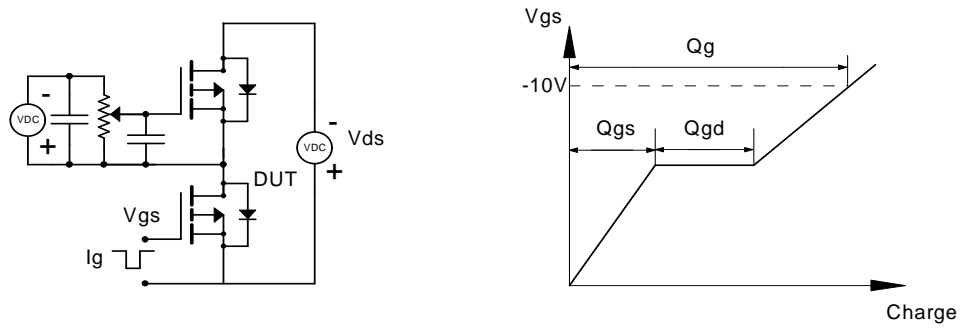 -
VDC
+
-
Vds
VDC
+
DUT
Vgs
Ig
Vgs
Qg
-10V
Qgs
Qgd
Charge